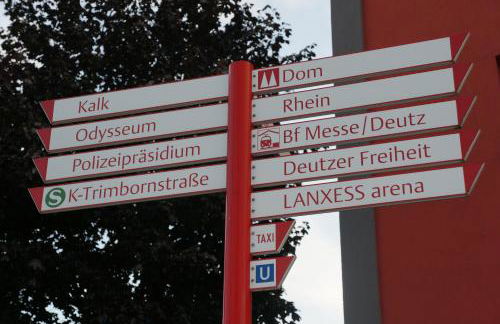 Kalk
Odysseum
Polizeipräsidium
S K-Trimbornstraße
Dom
Rhein
Bf Messe/Deutz
Deutzer Freiheit
LANXESS arena
TAXI
U